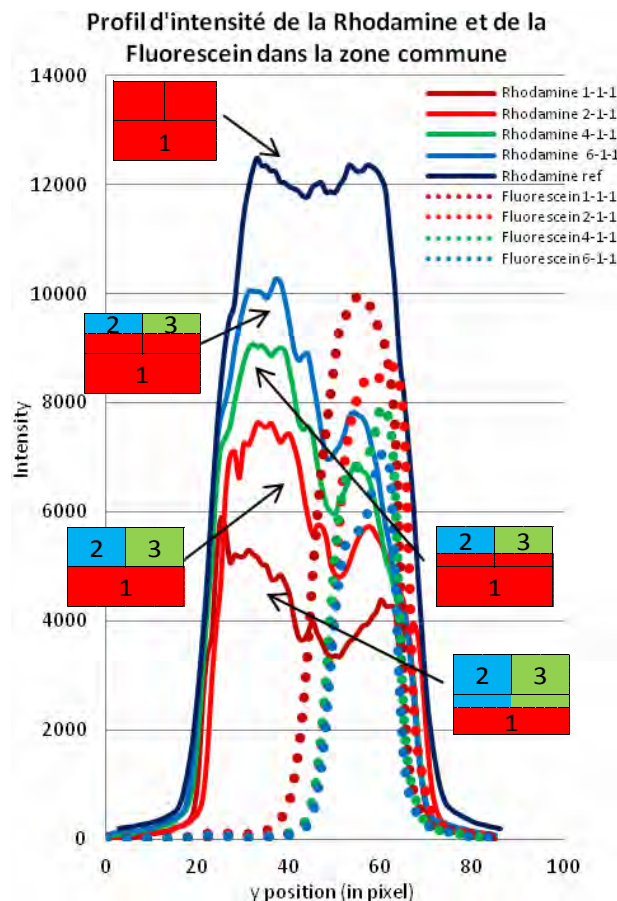 Profil d'intensité de la Rhodamine et de la
Fluorescein dans la zone commune
14000
12000
10000
8000
6000
4000
2000
0
Intensity
0 20 40 60 80 100
y position (in pixel)
Rhodamine 1-1-1
Rhodamine 2-1-1
Rhodamine 4-1-1
Rhodamine 6-1-1
Rhodamine ref
Fluorescein 1-1-1
Fluorescein 2-1-1
Fluorescein 4-1-1
Fluorescein 6-1-1
1
2 3
1
2 3
1
2 3
1
2 3
1